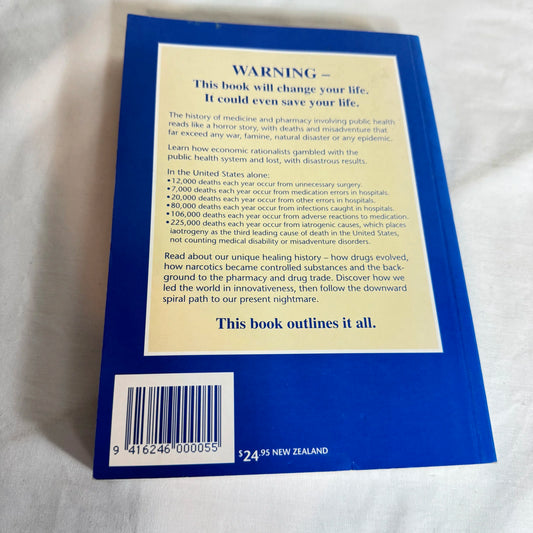 WARNING –
This book will change your life.
It could even save your life.
The history of medicine and pharmacy involving public health
reads like a horror story, with deaths and misadventure that
far exceed any war, famine, natural disaster or any epidemic.
Learn how economic rationalists gambled with the
public health system and lost, with disastrous results.
In the United States alone:
•12,000 deaths each year occur from unnecessary surgery.
•7,000 deaths each year occur from medication errors in hospitals.
•20,000 deaths each year occur from other errors in hospitals.
•80,000 deaths each year occur from infections caught in hospitals.
•106,000 deaths each year occur from adverse reactions to medication.
•225,000 deaths each year occur from iatrogenic causes, which places
iaotrogeny as the third leading cause of death in the United States,
not counting medical disability or misadventure disorders.
Read about our unique healing history – how drugs evolved,
how narcotics became controlled substances and the back-
ground to the pharmacy and drug trade. Discover how we
led the world in innovativeness, then follow the downward
spiral path to our present nightmare.
This book outlines it all.
9 416246 000055
$24.95 NEW ZEALAND